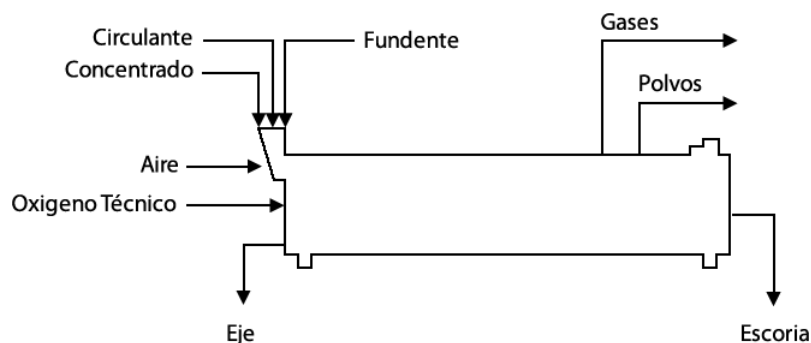 Circulante
Concentrado
Fundente
Gases
Polvos
Aire
Oxigeno Técnico
Eje
Escoria